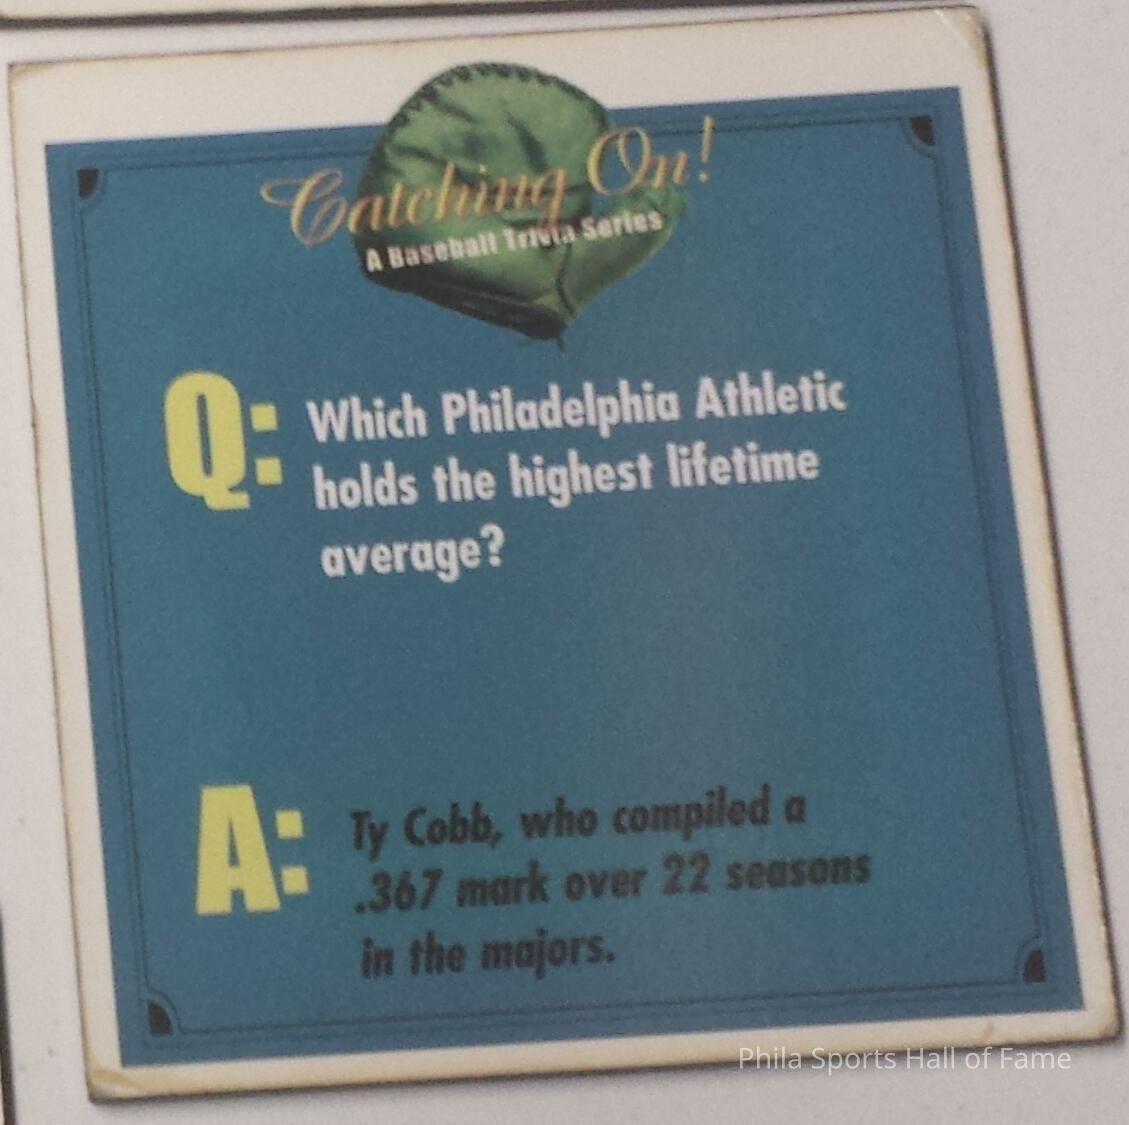 Catching On!
A Baseball Trivia Series
Q: Which Philadelphia Athletic
holds the highest lifetime
average?
A: Ty Cobb, who compiled a
.367 mark over 22 seasons
in the majors.
Phila Sports Hall of Fame